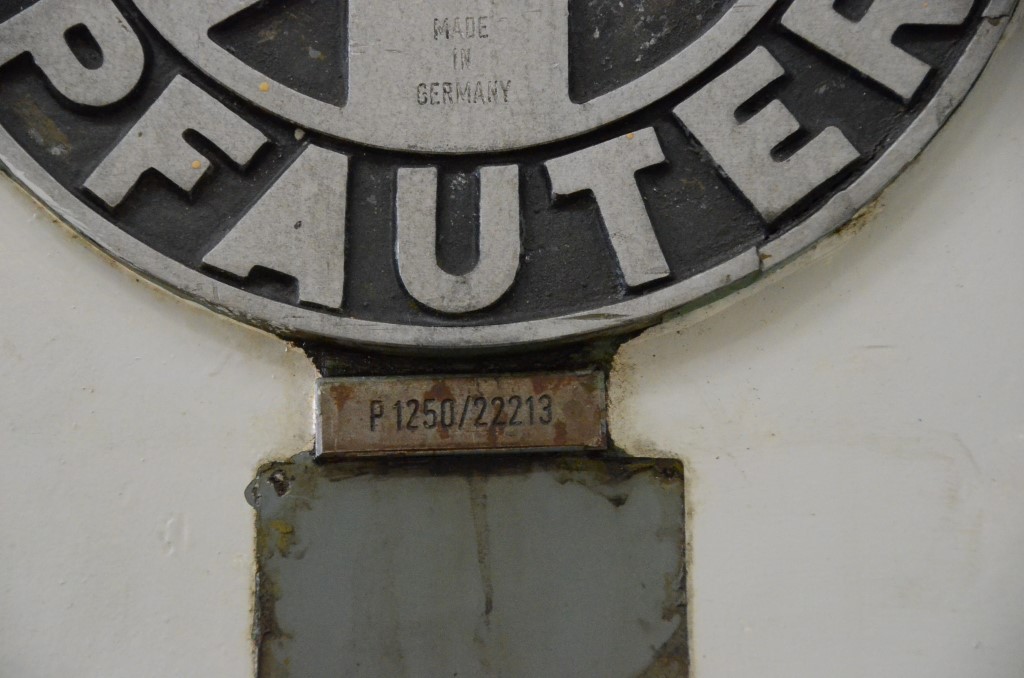 MADE
IN
GERMANY
PFAUTER
P 1250/22213